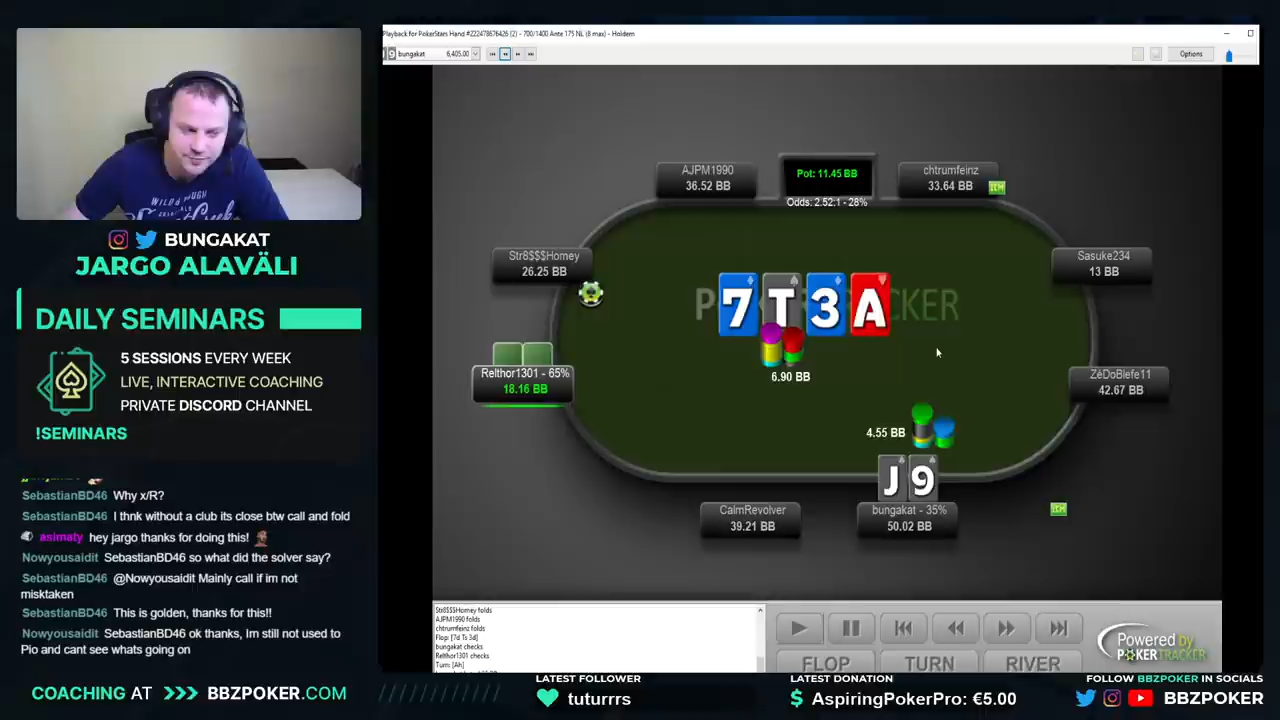 Playback for PokerStars Hand #222478676426 (2) - 700/1400 Ante 175 NL (8 max) - Holdem
bungakat 6,405.00
Options
BUNGAKAT
JARGO ALAVÄLI
DAILY SEMINARS
5 SESSIONS EVERY WEEK
LIVE, INTERACTIVE COACHING
PRIVATE DISCORD CHANNEL
!SEMINARS
SebastianBD46 Why x/R?
SebastianBD46 I thnk without a club its close btw call and fold
asimaty hey jargo thanks for doing this!
Nowyousaidit SebastianBD46 so what did the solver say?
SebastianBD46 @Nowyousaidit Mainly call if im not
misktaken
SebastianBD46 This is golden, thanks for this!!
Nowyousaidit SebastianBD46 ok thanks, Im still not used to
Pio and cant see whats going on
AJPM1990
36.52 BB
Pot: 11.45 BB
Odds: 2.52:1 - 28%
chtrumfeinz
33.64 BB
Str8$$$Homey
26.25 BB
Sasuke234
13 BB
7 T 3 A
6.90 BB
Relthor1301 - 65%
18.16 BB
ZéDoBlefe11
42.67 BB
4.55 BB
J 9
CalmRevolver
39.21 BB
bungakat - 35%
50.02 BB
Str8$$$Homey folds
AJPM1990 folds
chtrumfeinz folds
Flop: [7d Ts 3d]
bungakat checks
Relthor1301 checks
Turn: [Ah]
FLOP
TURN
RIVER
Powered by
POKERTRACKER
COACHING AT >>> BBZPOKER.COM
LATEST FOLLOWER
tuturrrs
LATEST DONATION
$ AspiringPokerPro: €5.00
FOLLOW BBZPOKER IN SOCIALS
BBZPOKER